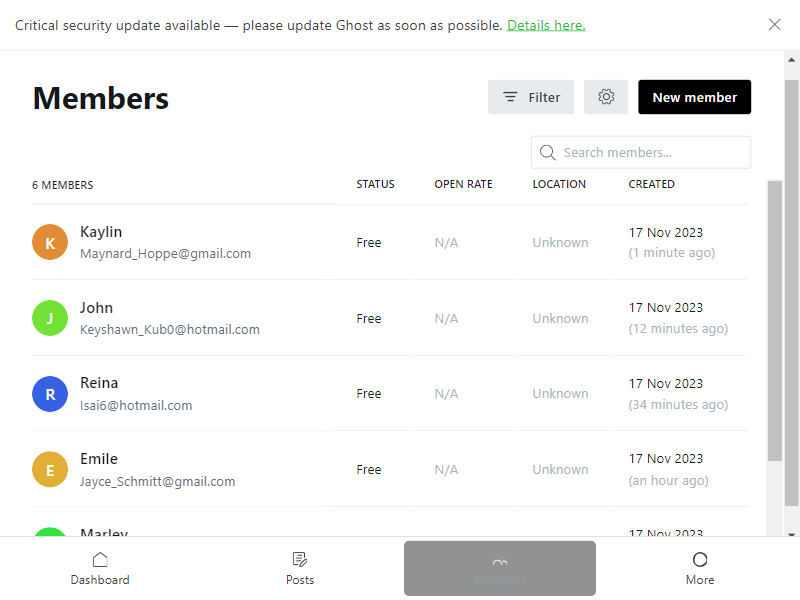 Critical security update available — please update Ghost as soon as possible. Details here.
Members
Filter
New member
Search members...
6 MEMBERS STATUS OPEN RATE LOCATION CREATED
K Kaylin Free N/A Unknown 17 Nov 2023
Maynard_Hoppe@gmail.com (1 minute ago)
J John Free N/A Unknown 17 Nov 2023
Keyshawn_Kub0@hotmail.com (12 minutes ago)
R Reina Free N/A Unknown 17 Nov 2023
Isai6@hotmail.com (34 minutes ago)
E Emile Free N/A Unknown 17 Nov 2023
Jayce_Schmitt@gmail.com (an hour ago)
Marley 17 Nov 2023
Dashboard Posts Members More